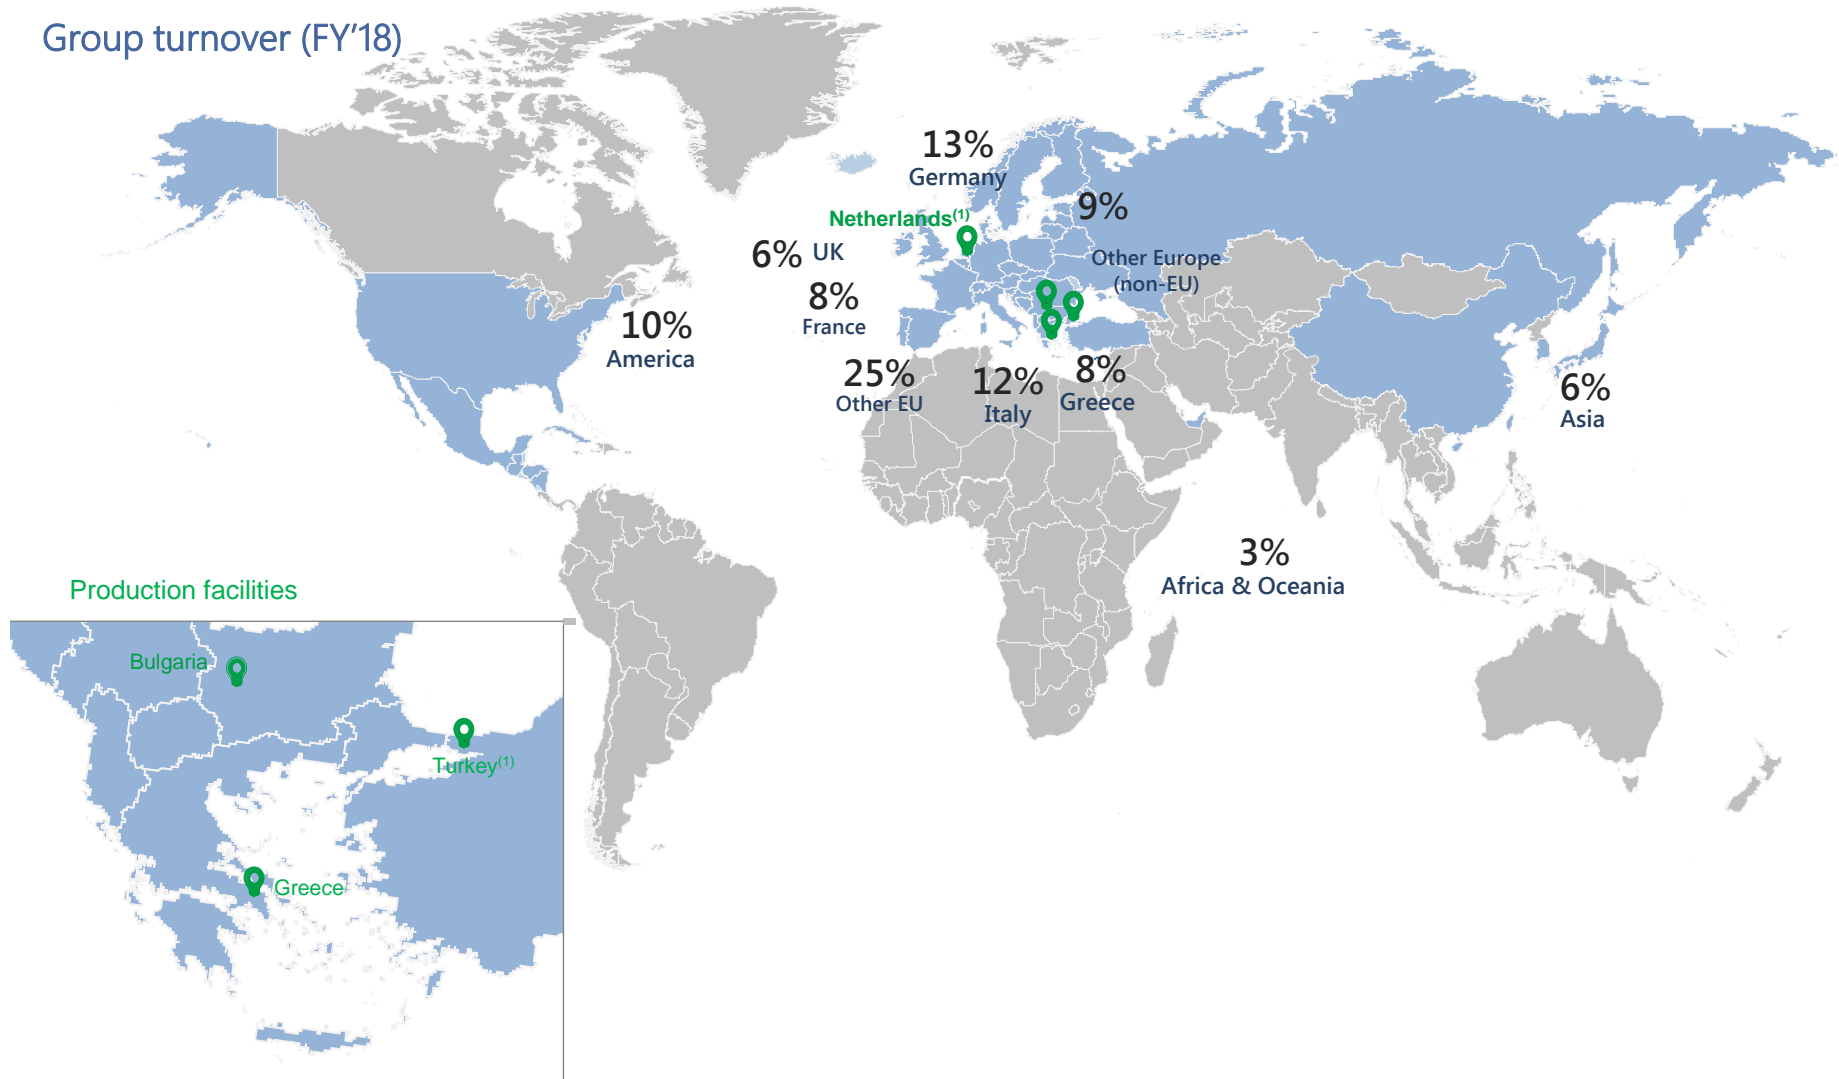 Group turnover (FY'18)
13%
Germany
9%
Netherlands(1)
6% UK
Other Europe
(non-EU)
8%
France
10%
America
25%
Other EU
12%
Italy
8%
Greece
6%
Asia
3%
Africa & Oceania
Production facilities
Bulgaria
Turkey(1)
Greece